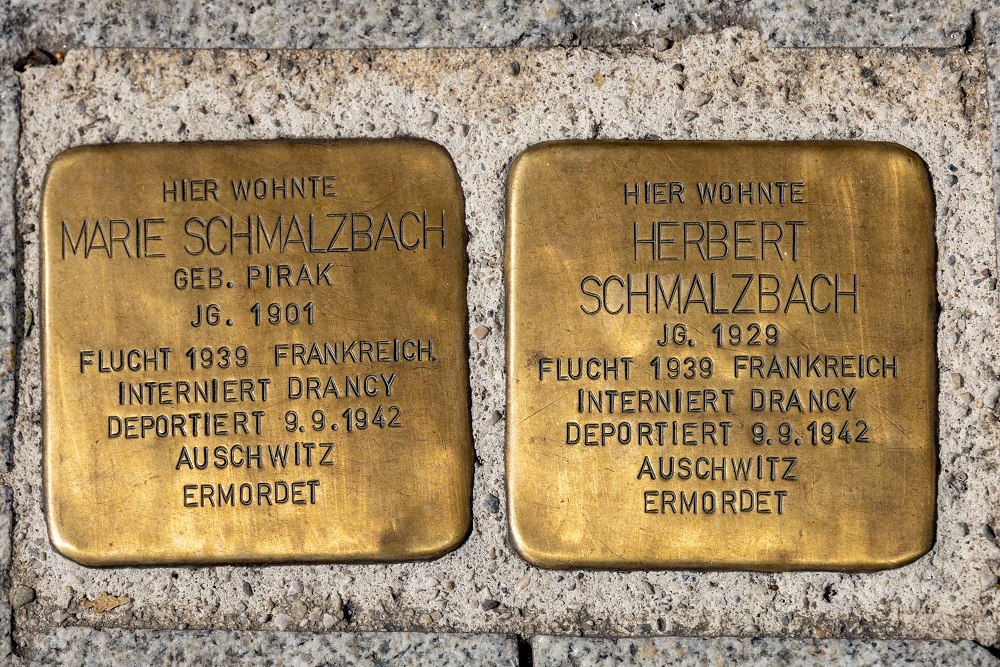 HIER WOHNTE
MARIE SCHMALZBACH
GEB. PIRAK
JG. 1901
FLUCHT 1939 FRANKREICH
INTERNIERT DRANCY
DEPORTIERT 9.9.1942
AUSCHWITZ
ERMORDET
HIER WOHNTE
HERBERT
SCHMALZBACH
JG. 1929
FLUCHT 1939 FRANKREICH
INTERNIERT DRANCY
DEPORTIERT 9.9.1942
AUSCHWITZ
ERMORDET